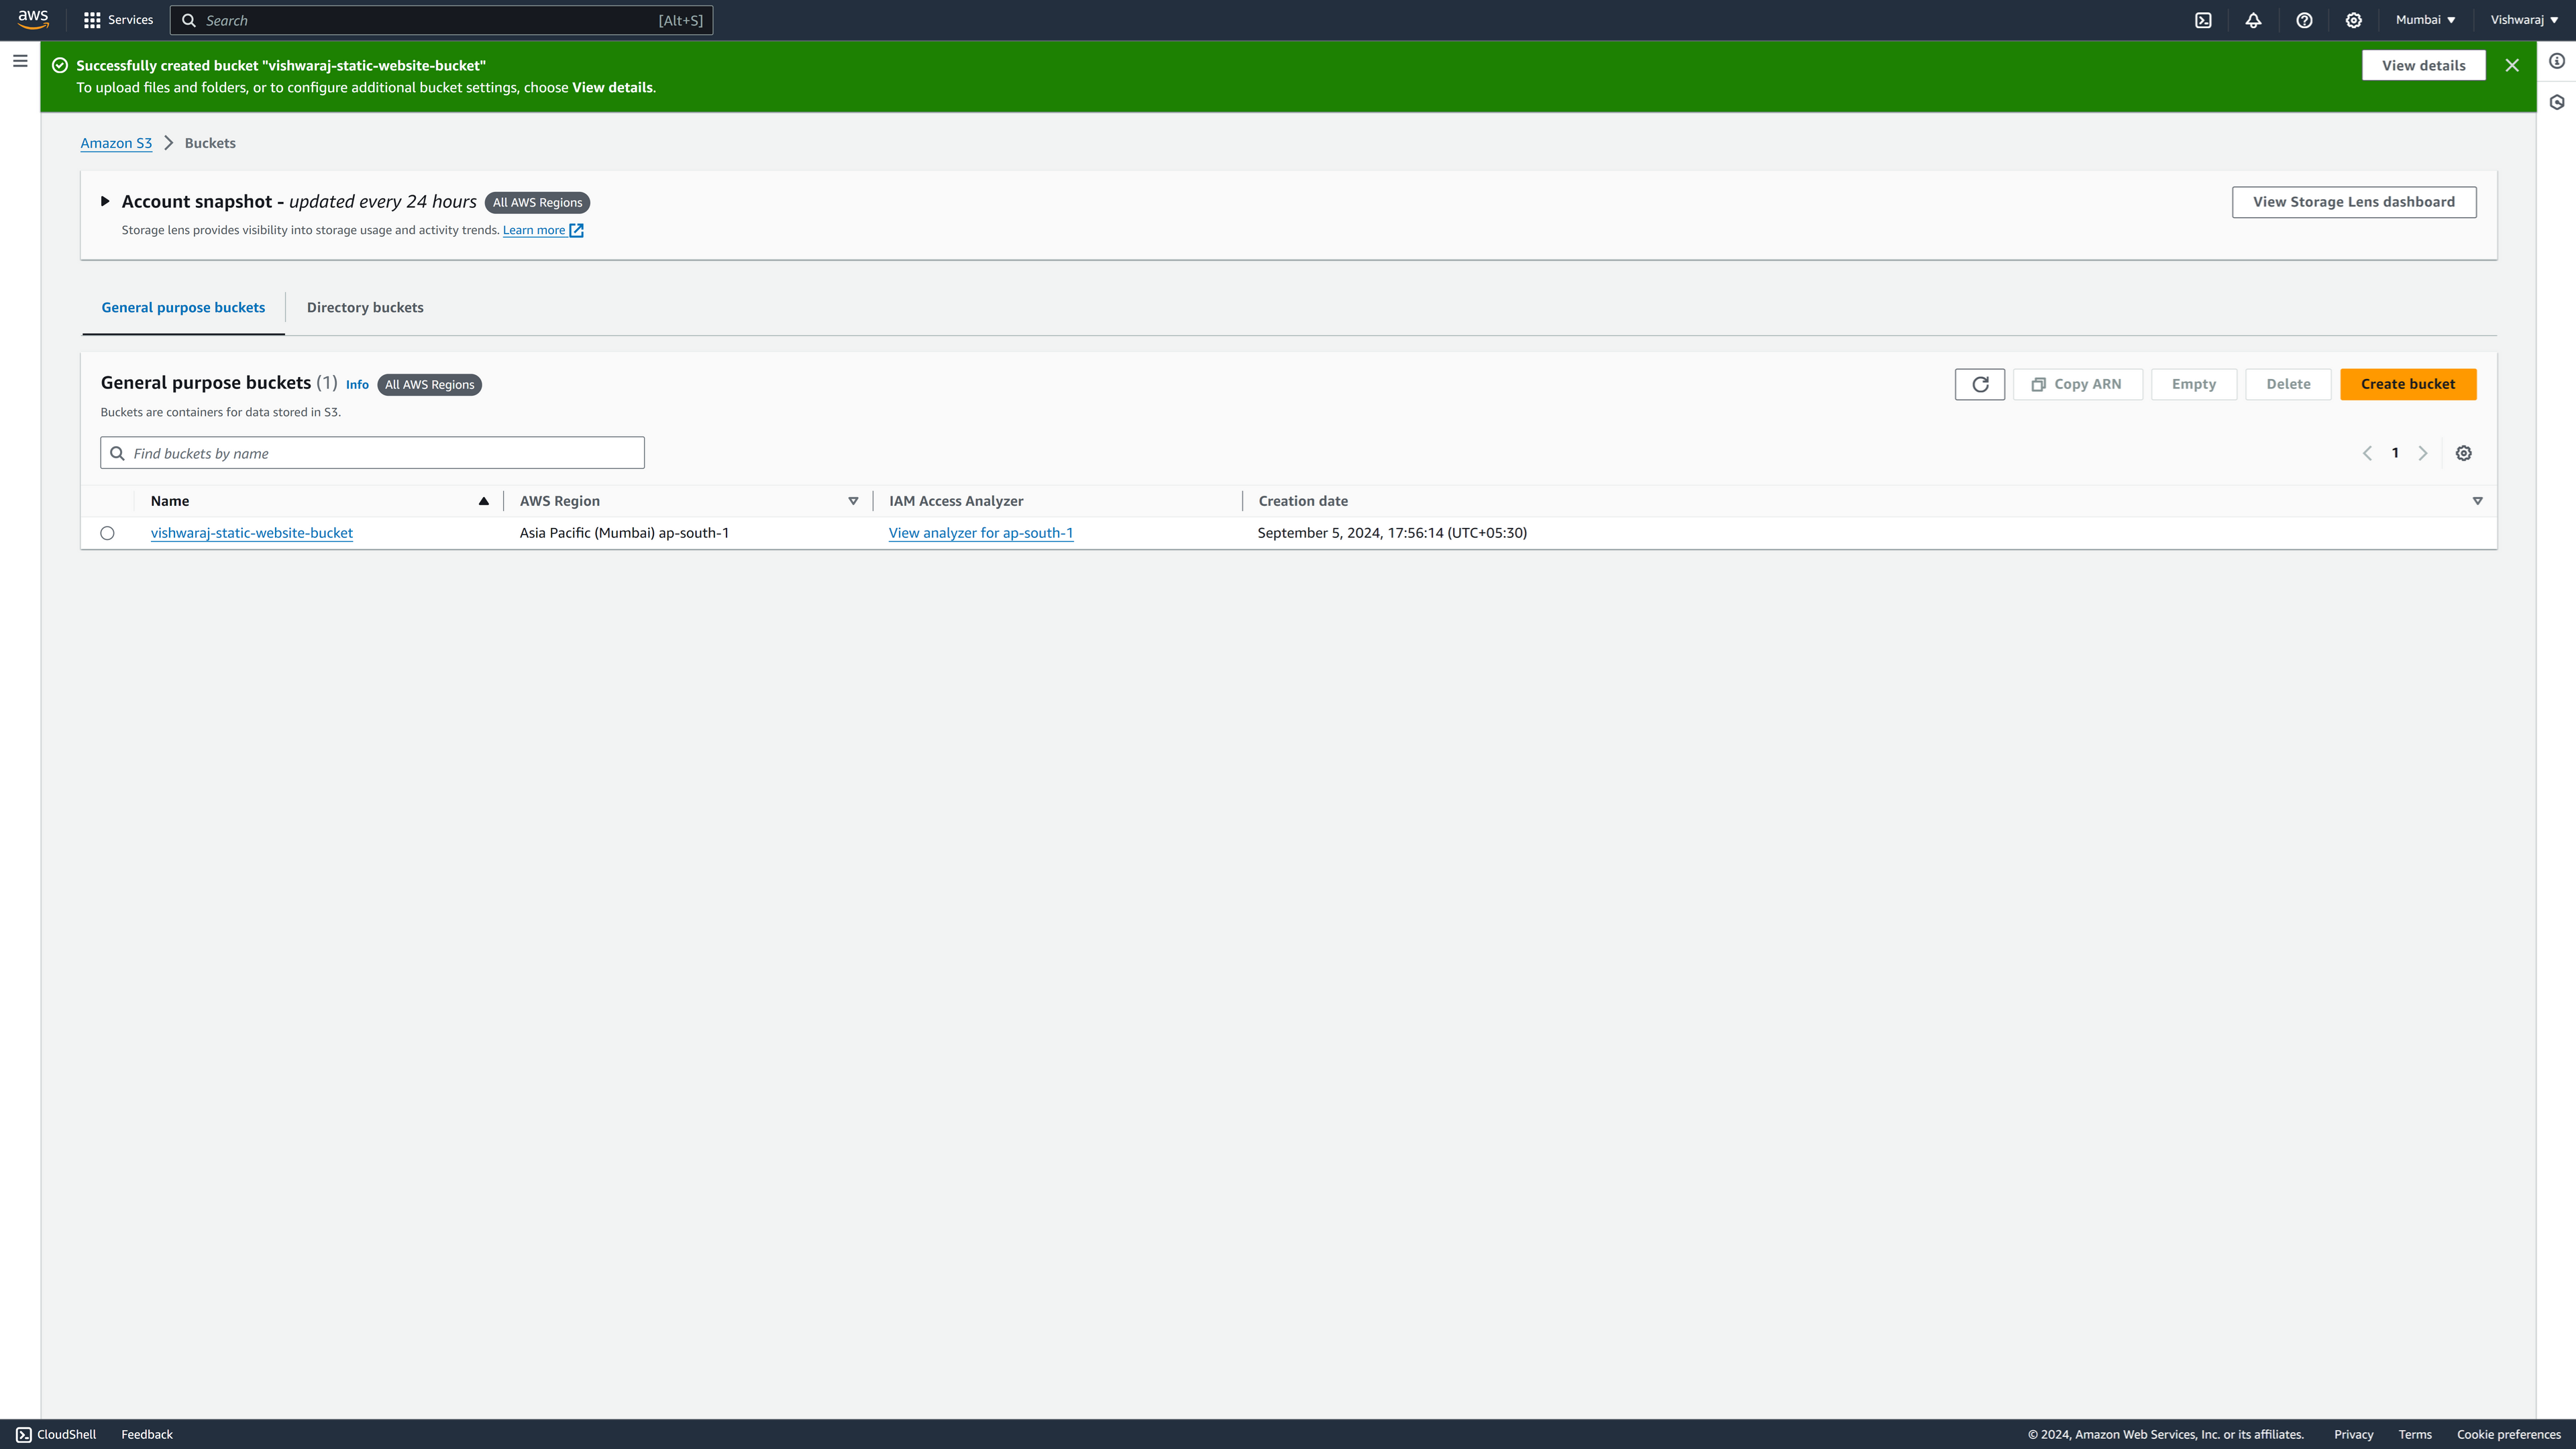 aws Services Search [Alt+S] Mumbai ▼ Vishwaraj ▼
Successfully created bucket "vishwaraj-static-website-bucket"
To upload files and folders, or to configure additional bucket settings, choose View details.
View details
Amazon S3 > Buckets
Account snapshot - updated every 24 hours All AWS Regions
Storage lens provides visibility into storage usage and activity trends. Learn more
View Storage Lens dashboard
General purpose buckets Directory buckets
General purpose buckets (1) Info All AWS Regions
Buckets are containers for data stored in S3.
Copy ARN Empty Delete Create bucket
Find buckets by name
1
Name AWS Region IAM Access Analyzer Creation date
vishwaraj-static-website-bucket Asia Pacific (Mumbai) ap-south-1 View analyzer for ap-south-1 September 5, 2024, 17:56:14 (UTC+05:30)
CloudShell Feedback © 2024, Amazon Web Services, Inc. or its affiliates. Privacy Terms Cookie preferences